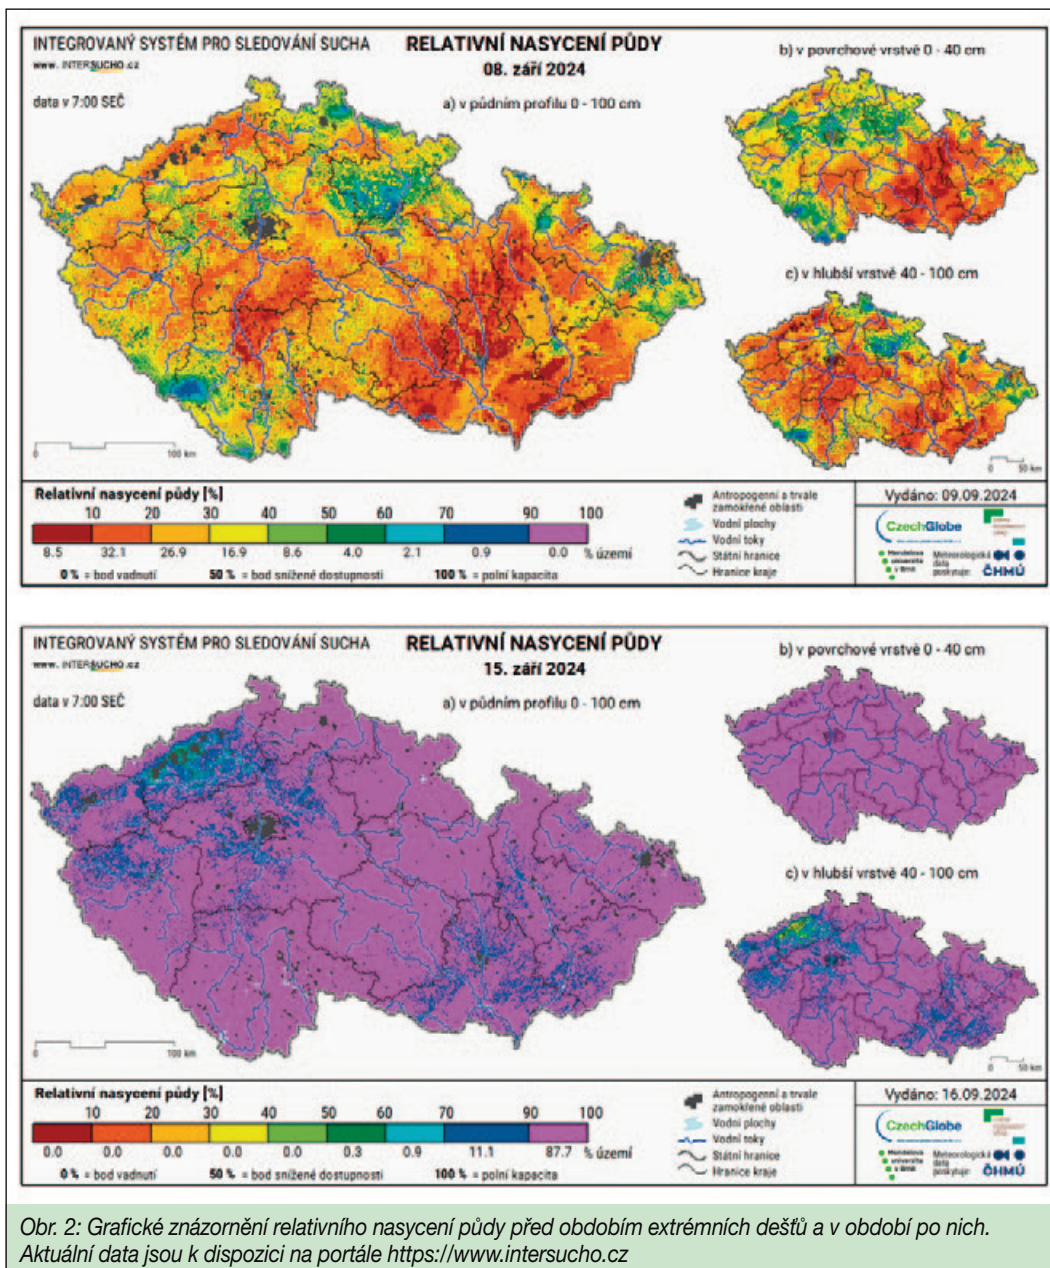 INTEGROVANÝ SYSTÉM PRO SLEDOVÁNÍ SUCHA
www. INTERSUCHO.cz
data v 7:00 SEČ
RELATIVNÍ NASYCENÍ PŮDY
08. září 2024
a) v půdním profilu 0 - 100 cm
b) v povrchové vrstvě 0 - 40 cm
c) v hlubší vrstvě 40 - 100 cm
0 100 km
0 50 km
Relativní nasycení půdy [%]
10 20 30 40 50 60 70 90 100
8.5 32.1 26.9 16.9 8.6 4.0 2.1 0.9 0.0 % území
0 % = bod vadnutí 50 % = bod snížené dostupnosti 100 % = polní kapacita
Antropogenní a trvale
zamokřené oblasti
Vodní plochy
Vodní toky
Státní hranice
Hranice kraje
Vydáno: 09.09.2024
CzechGlobe
Mendelova
univerzita
v Brně
Meteorologická
data
poskytuje:
ČHMÚ
INTEGROVANÝ SYSTÉM PRO SLEDOVÁNÍ SUCHA
www. INTERSUCHO.cz
data v 7:00 SEČ
RELATIVNÍ NASYCENÍ PŮDY
15. září 2024
a) v půdním profilu 0 - 100 cm
b) v povrchové vrstvě 0 - 40 cm
c) v hlubší vrstvě 40 - 100 cm
0 100 km
0 50 km
Relativní nasycení půdy [%]
10 20 30 40 50 60 70 90 100
0.0 0.0 0.0 0.0 0.0 0.3 0.9 11.1 87.7 % území
0 % = bod vadnutí 50 % = bod snížené dostupnosti 100 % = polní kapacita
Antropogenní a trvale
zamokřené oblasti
Vodní plochy
Vodní toky
Státní hranice
Hranice kraje
Vydáno: 16.09.2024
CzechGlobe
Mendelova
univerzita
v Brně
Meteorologická
data
poskytuje:
ČHMÚ
Obr. 2: Grafické znázornění relativního nasycení půdy před obdobím extrémních dešťů a v období po nich.
Aktuální data jsou k dispozici na portále https://www.intersucho.cz